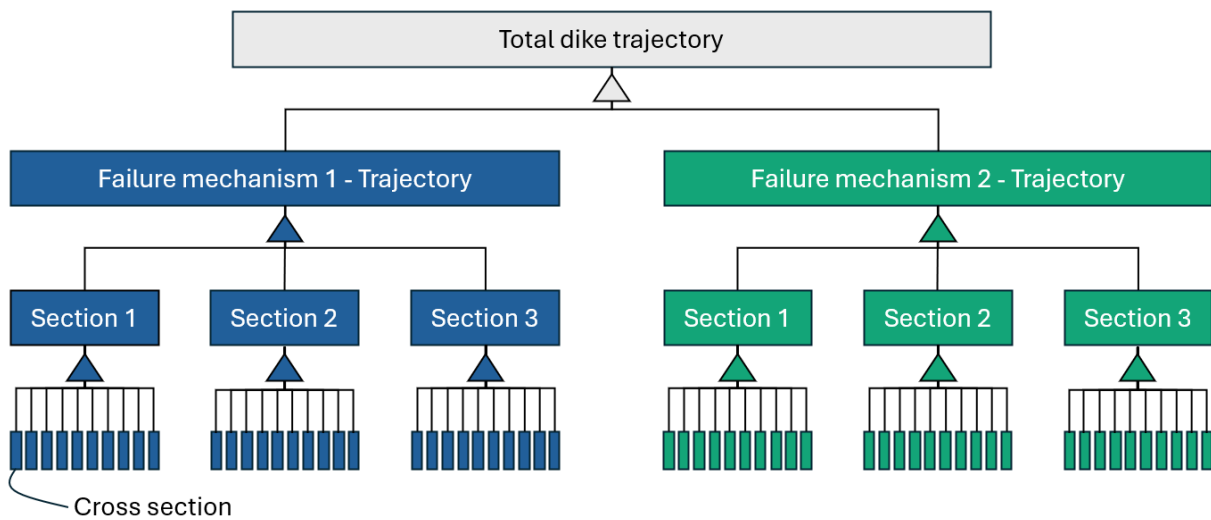 Total dike trajectory
Failure mechanism 1 - Trajectory
Failure mechanism 2 - Trajectory
Section 1
Section 2
Section 3
Section 1
Section 2
Section 3
Cross section